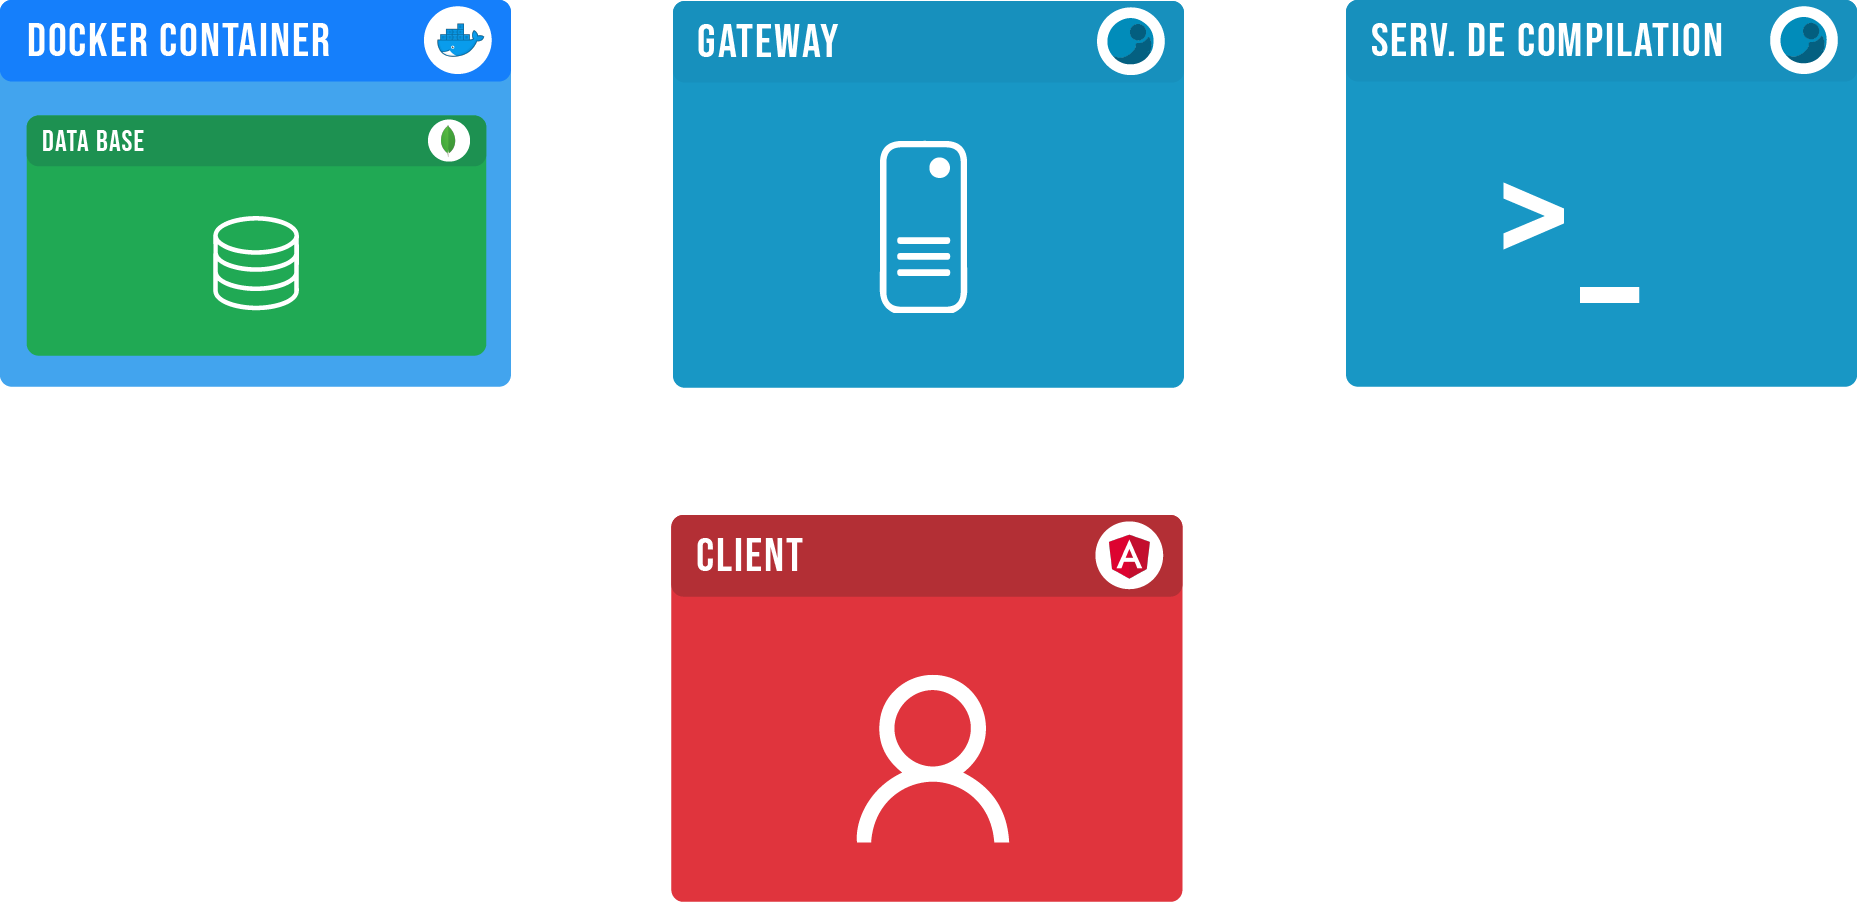 DOCKER CONTAINER
GATEWAY
SERV. DE COMPILATION
DATA BASE
>_
CLIENT
A